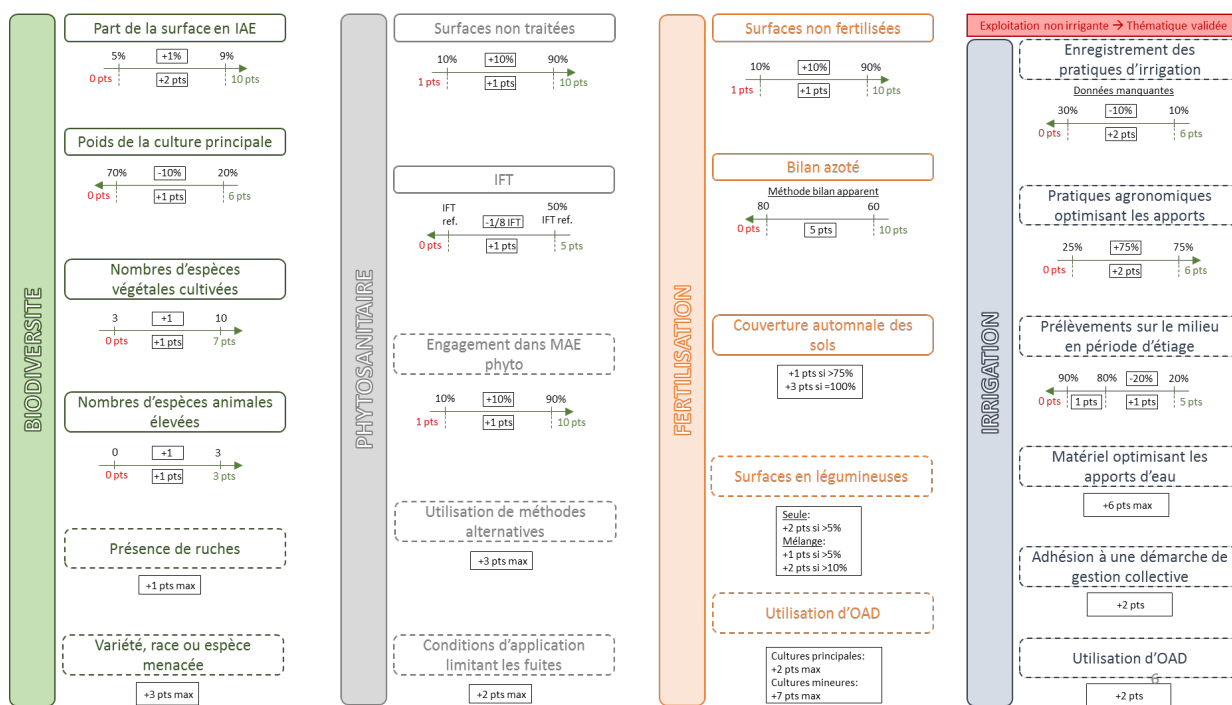 BIODIVERSITE
Part de la surface en IAE
5%
+1%
9%
0 pts
+2 pts
10 pts
Poids de la culture principale
70%
-10%
20%
0 pts
+1 pts
6 pts
Nombres d'espèces
végétales cultivées
3
+1
10
0 pts
+1 pts
7 pts
Nombres d'espèces animales
élevées
0
+1
3
0 pts
+1 pts
3 pts
Présence de ruches
+1 pts max
Variété, race ou espèce
menacée
+3 pts max
PHYTOSANITAIRE
Surfaces non traitées
10%
+10%
90%
1 pts
+1 pts
10 pts
IFT
IFT
ref.
-1/8 IFT
50%
IFT ref.
0 pts
+1 pts
5 pts
Engagement dans MAE
phyto
10%
+10%
90%
1 pts
+1 pts
10 pts
Utilisation de méthodes
alternatives
+3 pts max
Conditions d'application
limitant les fuites
+2 pts max
FERTILISATION
Surfaces non fertilisées
10%
+10%
90%
1 pts
+1 pts
10 pts
Bilan azoté
Méthode bilan apparent
80
60
0 pts
5 pts
10 pts
Couverture automnale des
sols
+1 pts si >75%
+3 pts si =100%
Surfaces en légumineuses
Seule:
+2 pts si >5%
Mélange:
+1 pts si >5%
+2 pts si >10%
Utilisation d'OAD
Cultures principales:
+2 pts max
Cultures mineures:
+7 pts max
Exploitation non irrigante → Thématique validée
IRRIGATION
Enregistrement des
pratiques d'irrigation
Données manquantes
30%
-10%
10%
0 pts
+2 pts
6 pts
Pratiques agronomiques
optimisant les apports
25%
+75%
75%
0 pts
+2 pts
6 pts
Prélèvements sur le milieu
en période d'étiage
90%
80%
-20%
20%
0 pts
1 pts
+1 pts
5 pts
Matériel optimisant les
apports d'eau
+6 pts max
Adhésion à une démarche de
gestion collective
+2 pts
Utilisation d'OAD
6
+2 pts